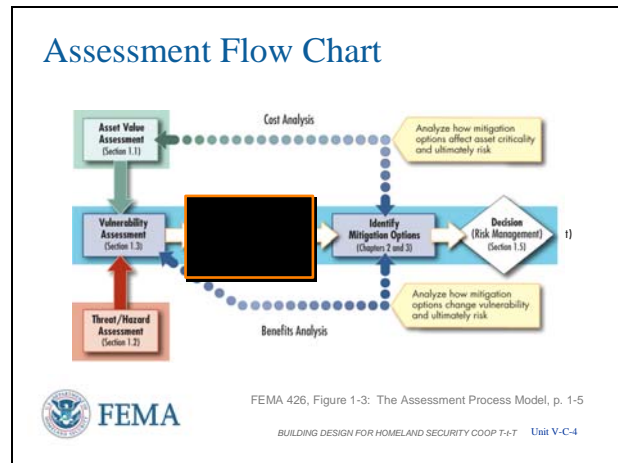 Assessment Flow Chart
Cost Analysis
Asset Value
Assessment
(Section 1.1)
Analyze how mitigation
options affect asset criticality
and ultimately risk
Vulnerability
Assessment
(Section 1.3)
Identify
Mitigation Options
(Chapters 2 and 3)
Decision
(Risk Management)
(Section 1.5)
t)
Threat/Hazard
Assessment
(Section 1.2)
Benefits Analysis
Analyze how mitigation
options change vulnerability
and ultimately risk
FEMA
FEMA 426, Figure 1-3: The Assessment Process Model, p. 1-5
BUILDING DESIGN FOR HOMELAND SECURITY COOP T-t-T Unit V-C-4